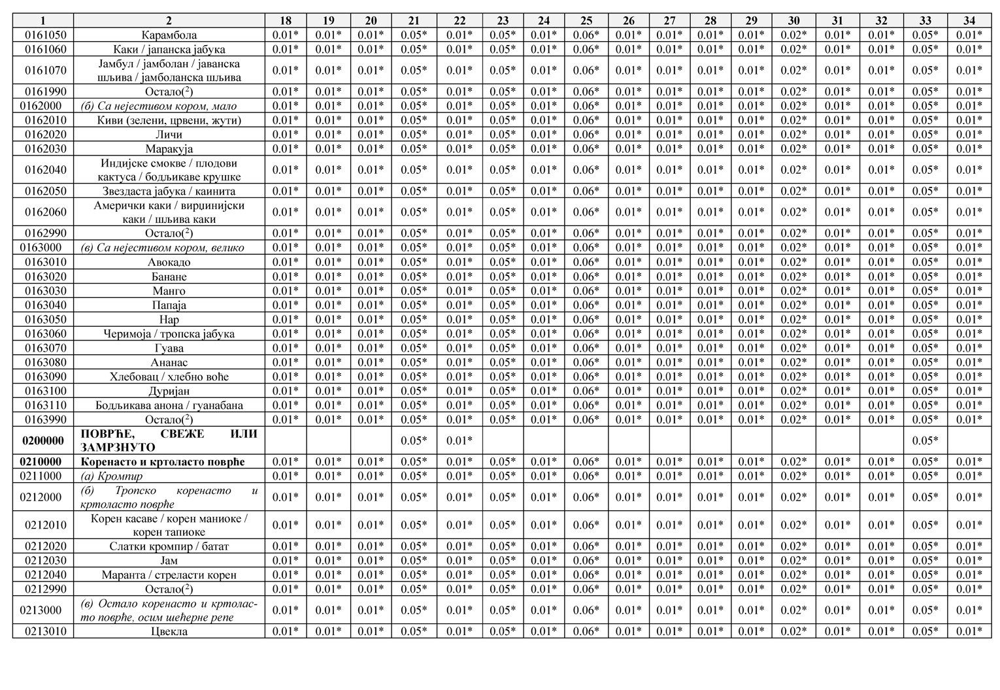 1 2 18 19 20 21 22 23 24 25 26 27 28 29 30 31 32 33 34
0161050 Карамбола 0.01* 0.01* 0.01* 0.05* 0.01* 0.05* 0.01* 0.06* 0.01* 0.01* 0.01* 0.01* 0.02* 0.01* 0.01* 0.05* 0.01*
0161060 Каки / јапанска јабука 0.01* 0.01* 0.01* 0.05* 0.01* 0.05* 0.01* 0.06* 0.01* 0.01* 0.01* 0.01* 0.02* 0.01* 0.01* 0.05* 0.01*
0161070 Јамбул / јамболан / јаванска
шљива / јамболанска шљива 0.01* 0.01* 0.01* 0.05* 0.01* 0.05* 0.01* 0.06* 0.01* 0.01* 0.01* 0.01* 0.02* 0.01* 0.01* 0.05* 0.01*
0161990 Остало(2) 0.01* 0.01* 0.01* 0.05* 0.01* 0.05* 0.01* 0.06* 0.01* 0.01* 0.01* 0.01* 0.02* 0.01* 0.01* 0.05* 0.01*
0162000 (б) Са нејестивом кором, мало 0.01* 0.01* 0.01* 0.05* 0.01* 0.05* 0.01* 0.06* 0.01* 0.01* 0.01* 0.01* 0.02* 0.01* 0.01* 0.05* 0.01*
0162010 Киви (зелени, црвени, жути) 0.01* 0.01* 0.01* 0.05* 0.01* 0.05* 0.01* 0.06* 0.01* 0.01* 0.01* 0.01* 0.02* 0.01* 0.01* 0.05* 0.01*
0162020 Личи 0.01* 0.01* 0.01* 0.05* 0.01* 0.05* 0.01* 0.06* 0.01* 0.01* 0.01* 0.01* 0.02* 0.01* 0.01* 0.05* 0.01*
0162030 Маракуја 0.01* 0.01* 0.01* 0.05* 0.01* 0.05* 0.01* 0.06* 0.01* 0.01* 0.01* 0.01* 0.02* 0.01* 0.01* 0.05* 0.01*
0162040 Индијске смокве / плодови
кактуса / бодљикаве крушке 0.01* 0.01* 0.01* 0.05* 0.01* 0.05* 0.01* 0.06* 0.01* 0.01* 0.01* 0.01* 0.02* 0.01* 0.01* 0.05* 0.01*
0162050 Звездаста јабука / каинита 0.01* 0.01* 0.01* 0.05* 0.01* 0.05* 0.01* 0.06* 0.01* 0.01* 0.01* 0.01* 0.02* 0.01* 0.01* 0.05* 0.01*
0162060 Амерички каки / вирџинијски
каки / шљива каки 0.01* 0.01* 0.01* 0.05* 0.01* 0.05* 0.01* 0.06* 0.01* 0.01* 0.01* 0.01* 0.02* 0.01* 0.01* 0.05* 0.01*
0162990 Остало(2) 0.01* 0.01* 0.01* 0.05* 0.01* 0.05* 0.01* 0.06* 0.01* 0.01* 0.01* 0.01* 0.02* 0.01* 0.01* 0.05* 0.01*
0163000 (в) Са нејестивом кором, велико 0.01* 0.01* 0.01* 0.05* 0.01* 0.05* 0.01* 0.06* 0.01* 0.01* 0.01* 0.01* 0.02* 0.01* 0.01* 0.05* 0.01*
0163010 Авокадо 0.01* 0.01* 0.01* 0.05* 0.01* 0.05* 0.01* 0.06* 0.01* 0.01* 0.01* 0.01* 0.02* 0.01* 0.01* 0.05* 0.01*
0163020 Банане 0.01* 0.01* 0.01* 0.05* 0.01* 0.05* 0.01* 0.06* 0.01* 0.01* 0.01* 0.01* 0.02* 0.01* 0.01* 0.05* 0.01*
0163030 Манго 0.01* 0.01* 0.01* 0.05* 0.01* 0.05* 0.01* 0.06* 0.01* 0.01* 0.01* 0.01* 0.02* 0.01* 0.01* 0.05* 0.01*
0163040 Папаја 0.01* 0.01* 0.01* 0.05* 0.01* 0.05* 0.01* 0.06* 0.01* 0.01* 0.01* 0.01* 0.02* 0.01* 0.01* 0.05* 0.01*
0163050 Нар 0.01* 0.01* 0.01* 0.05* 0.01* 0.05* 0.01* 0.06* 0.01* 0.01* 0.01* 0.01* 0.02* 0.01* 0.01* 0.05* 0.01*
0163060 Черимоја / тропска јабука 0.01* 0.01* 0.01* 0.05* 0.01* 0.05* 0.01* 0.06* 0.01* 0.01* 0.01* 0.01* 0.02* 0.01* 0.01* 0.05* 0.01*
0163070 Гуава 0.01* 0.01* 0.01* 0.05* 0.01* 0.05* 0.01* 0.06* 0.01* 0.01* 0.01* 0.01* 0.02* 0.01* 0.01* 0.05* 0.01*
0163080 Ананас 0.01* 0.01* 0.01* 0.05* 0.01* 0.05* 0.01* 0.06* 0.01* 0.01* 0.01* 0.01* 0.02* 0.01* 0.01* 0.05* 0.01*
0163090 Хлебовац / хлебно воће 0.01* 0.01* 0.01* 0.05* 0.01* 0.05* 0.01* 0.06* 0.01* 0.01* 0.01* 0.01* 0.02* 0.01* 0.01* 0.05* 0.01*
0163100 Дуријан 0.01* 0.01* 0.01* 0.05* 0.01* 0.05* 0.01* 0.06* 0.01* 0.01* 0.01* 0.01* 0.02* 0.01* 0.01* 0.05* 0.01*
0163110 Бодљикава анона / гуанабана 0.01* 0.01* 0.01* 0.05* 0.01* 0.05* 0.01* 0.06* 0.01* 0.01* 0.01* 0.01* 0.02* 0.01* 0.01* 0.05* 0.01*
0163990 Остало(2) 0.01* 0.01* 0.01* 0.05* 0.01* 0.05* 0.01* 0.06* 0.01* 0.01* 0.01* 0.01* 0.02* 0.01* 0.01* 0.05* 0.01*
0200000 ПОВРЋЕ, СВЕЖЕ ИЛИ
ЗАМРЗНУТО 0.05* 0.01* 0.05*
0210000 Коренасто и кртоласто поврће 0.01* 0.01* 0.01* 0.05* 0.01* 0.05* 0.01* 0.06* 0.01* 0.01* 0.01* 0.01* 0.02* 0.01* 0.01* 0.05* 0.01*
0211000 (а) Кромпир 0.01* 0.01* 0.01* 0.05* 0.01* 0.05* 0.01* 0.06* 0.01* 0.01* 0.01* 0.01* 0.02* 0.01* 0.01* 0.05* 0.01*
0212000 (б) Тропско коренасто и
кртоласто поврће 0.01* 0.01* 0.01* 0.05* 0.01* 0.05* 0.01* 0.06* 0.01* 0.01* 0.01* 0.01* 0.02* 0.01* 0.01* 0.05* 0.01*
0212010 Корен касаве / корен маниоке /
корен тапиоке 0.01* 0.01* 0.01* 0.05* 0.01* 0.05* 0.01* 0.06* 0.01* 0.01* 0.01* 0.01* 0.02* 0.01* 0.01* 0.05* 0.01*
0212020 Слатки кромпир / батат 0.01* 0.01* 0.01* 0.05* 0.01* 0.05* 0.01* 0.06* 0.01* 0.01* 0.01* 0.01* 0.02* 0.01* 0.01* 0.05* 0.01*
0212030 Јам 0.01* 0.01* 0.01* 0.05* 0.01* 0.05* 0.01* 0.06* 0.01* 0.01* 0.01* 0.01* 0.02* 0.01* 0.01* 0.05* 0.01*
0212040 Маранта / стреласти корен 0.01* 0.01* 0.01* 0.05* 0.01* 0.05* 0.01* 0.06* 0.01* 0.01* 0.01* 0.01* 0.02* 0.01* 0.01* 0.05* 0.01*
0212990 Остало(2) 0.01* 0.01* 0.01* 0.05* 0.01* 0.05* 0.01* 0.06* 0.01* 0.01* 0.01* 0.01* 0.02* 0.01* 0.01* 0.05* 0.01*
0213000 (в) Остало коренасто и кртолас-
то поврће, осим шећерне репе 0.01* 0.01* 0.01* 0.05* 0.01* 0.05* 0.01* 0.06* 0.01* 0.01* 0.01* 0.01* 0.02* 0.01* 0.01* 0.05* 0.01*
0213010 Цвекла 0.01* 0.01* 0.01* 0.05* 0.01* 0.05* 0.01* 0.06* 0.01* 0.01* 0.01* 0.01* 0.02* 0.01* 0.01* 0.05* 0.01*